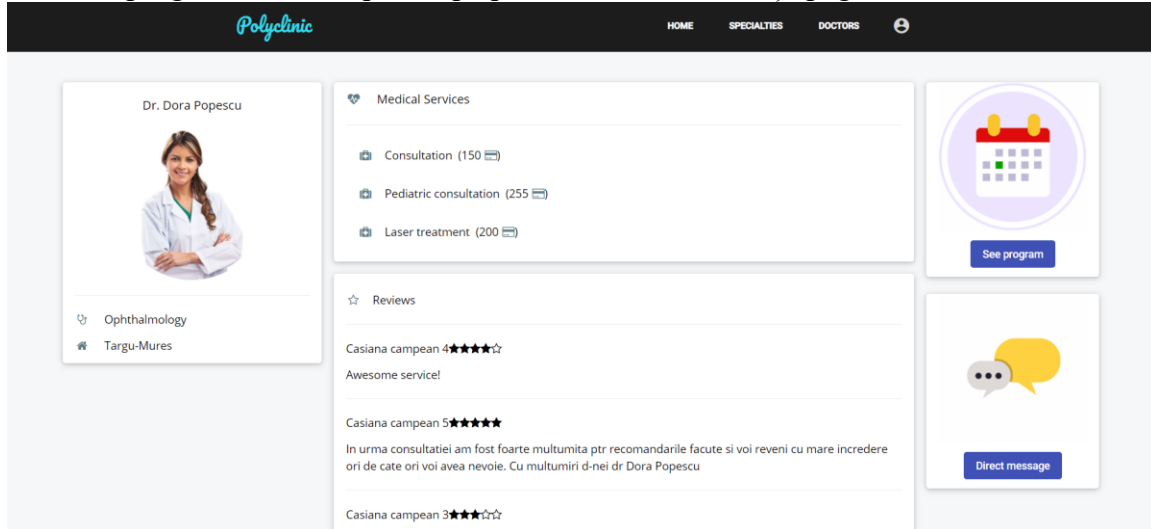 Polyclinic
HOME SPECIALTIES DOCTORS
Dr. Dora Popescu
Ophthalmology
Targu-Mures
Medical Services
Consultation (150)
Pediatric consultation (255)
Laser treatment (200)
Reviews
Casiana campean 4★★★★☆
Awesome service!
Casiana campean 5★★★★★
In urma consultatiei am fost foarte multumita ptr recomandarile facute si voi reveni cu mare incredere
ori de cate ori voi avea nevoie. Cu multumiri d-nei dr Dora Popescu
Casiana campean 3★★★☆☆
See program
Direct message